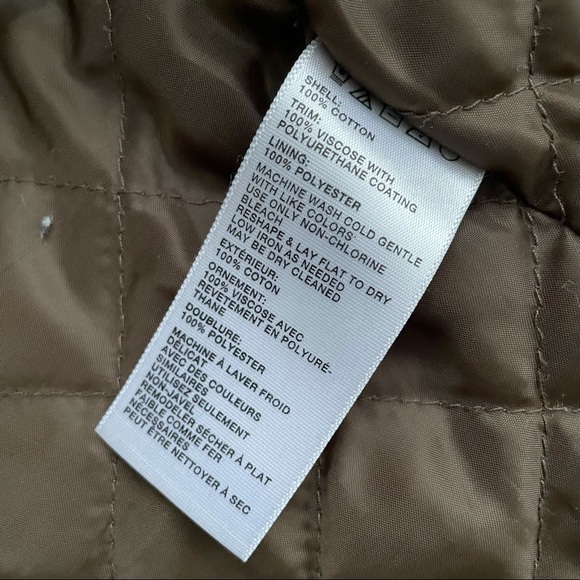 SHELL:
100% COTTON
TRIM:
100% VISCOSE WITH
POLYURETHANE COATING
LINING:
100% POLYESTER
MACHINE WASH COLD GENTLE
WITH LIKE COLORS
USE ONLY NON-CHLORINE
BLEACH
RESHAPE & LAY FLAT TO DRY
LOW IRON AS NEEDED
MAY BE DRY CLEANED
EXTÉRIEUR:
100% COTON
ORNEMENT:
100% VISCOSE AVEC
REVETEMENT EN POLYURÉ-
THANE
DOUBLURE:
100% POLYESTER
MACHINE À LAVER FROID
DÉLICAT
AVEC DES COULEURS
SIMILAIRES
UTILISEZ SEULEMENT
NON-JAVEL
REMODELER SÉCHER À PLAT
FAIBLE COMME FER
NÉCESSAIRES
PEUT ÊTRE NETTOYER À SEC